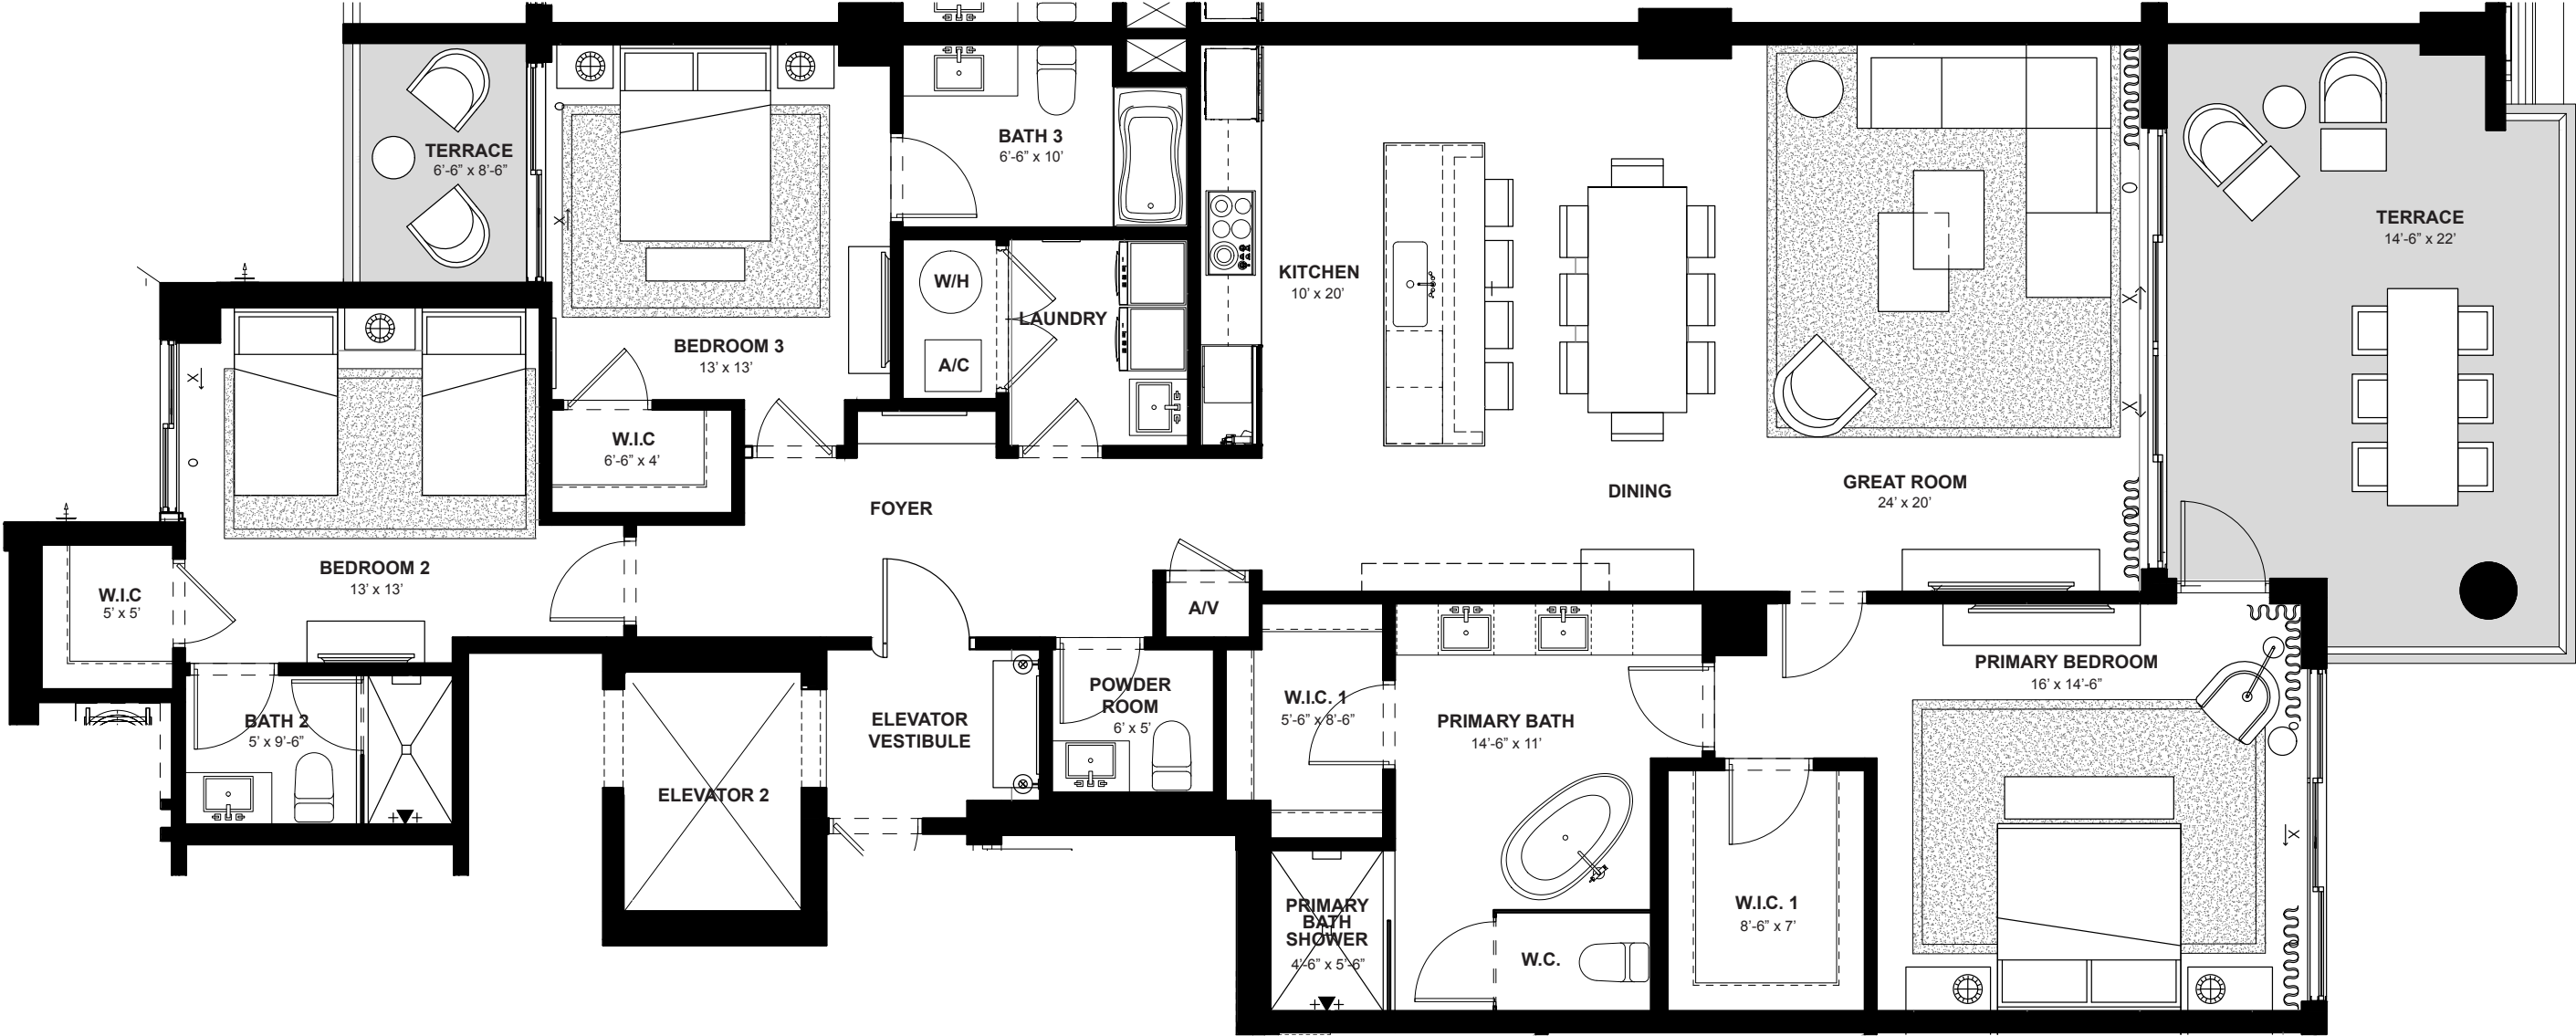 TERRACE
6'-6" x 8'-6"
BATH 3
6'-6" x 10'
TERRACE
14'-6" x 22'
KITCHEN
10' x 20'
W/H
LAUNDRY
A/C
BEDROOM 3
13' x 13'
X
X
O
O
X
O
X
W.I.C
6'-6" x 4'
FOYER
DINING
GREAT ROOM
24' x 20'
BEDROOM 2
13' x 13'
W.I.C
5' x 5'
A/V
PRIMARY BEDROOM
16' x 14'-6"
POWDER
ROOM
6' x 5'
W.I.C. 1
5'-6" x 8'-6"
PRIMARY BATH
14'-6" x 11'
BATH 2
5' x 9'-6"
ELEVATOR
VESTIBULE
ELEVATOR 2
X
W.I.C. 1
8'-6" x 7'
PRIMARY
BATH
SHOWER
4'-6" x 5'-6"
W.C.